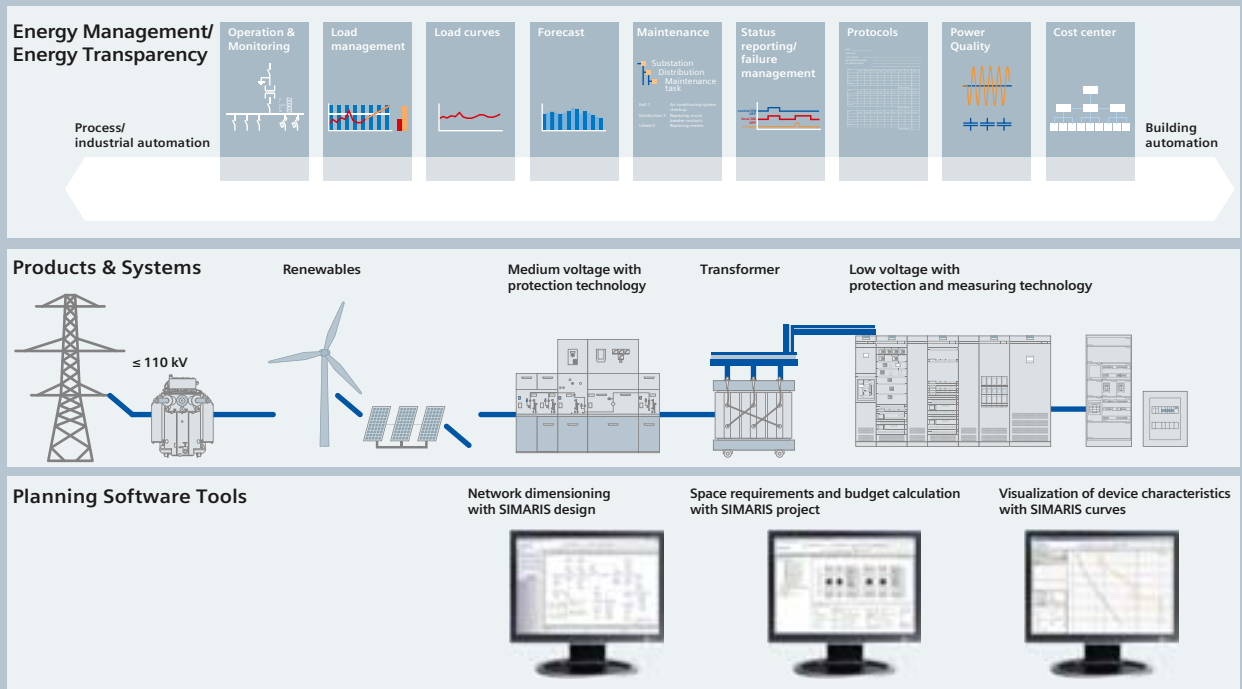 Energy Management/
Energy Transparency
Process/
industrial automation
Operation &
Monitoring
Load
management
Load curves
Forecast
Maintenance
Substation
Distribution
Maintenance
task
Status
reporting/
failure
management
Protocols
Power
Quality
Cost center
Building
automation
Products & Systems
Renewables
Medium voltage with
protection technology
Transformer
Low voltage with
protection and measuring technology
≤ 110 kV
Planning Software Tools
Network dimensioning
with SIMARIS design
Space requirements and budget calculation
with SIMARIS project
Visualization of device characteristics
with SIMARIS curves